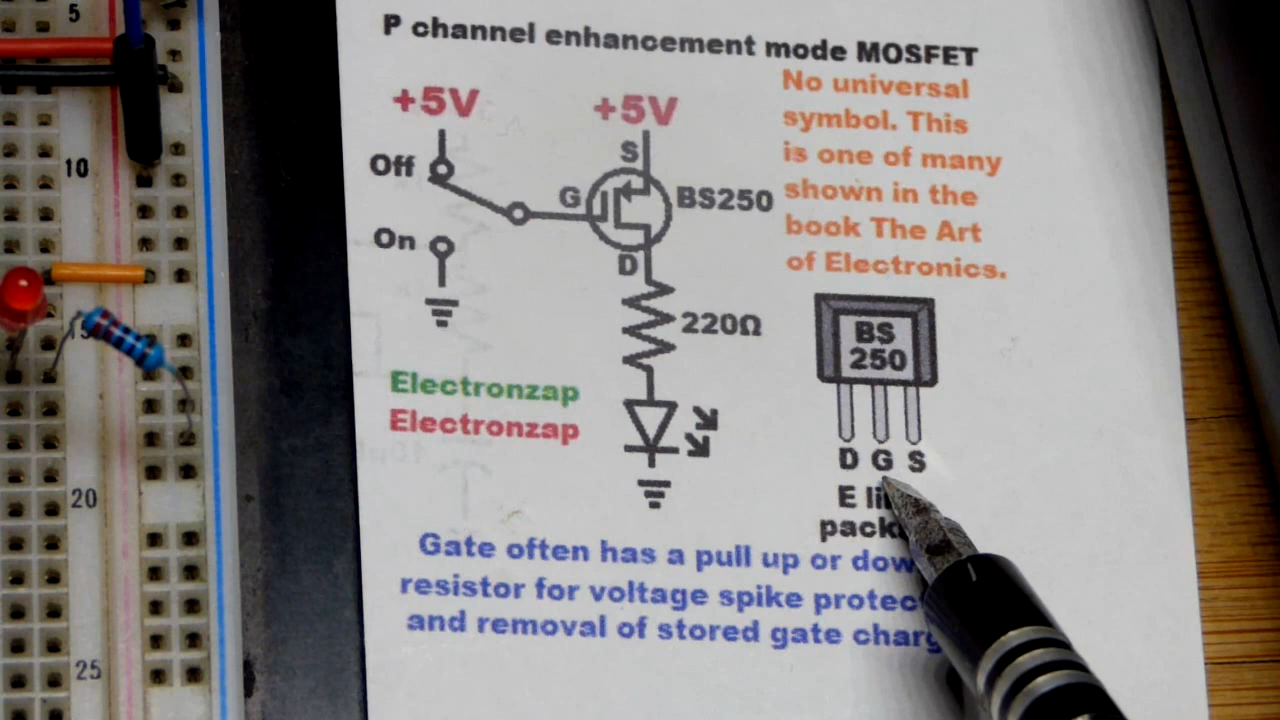 5
10
15
20
25
P channel enhancement mode MOSFET
+5V
+5V
No universal
symbol. This
is one of many
shown in the
book The Art
of Electronics.
Off
S
G
BS250
On
D
220Ω
BS
250
Electronzap
Electronzap
D G S
E
Gate often has a pull up or
resistor for voltage spike
and removal of stored gate